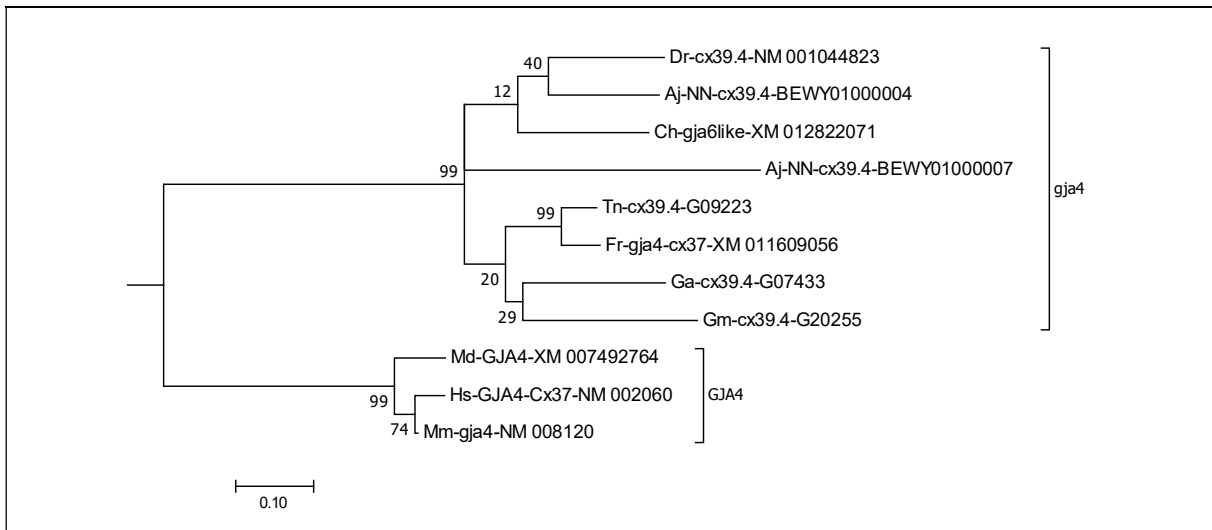 Dr-cx39.4-NM 001044823
40
Aj-NN-cx39.4-BEWY01000004
12
Ch-gja6like-XM 012822071
99
Aj-NN-cx39.4-BEWY01000007
gja4
Tn-cx39.4-G09223
99
Fr-gja4-cx37-XM 011609056
20
Ga-cx39.4-G07433
29
Gm-cx39.4-G20255
Md-GJA4-XM 007492764
99
Hs-GJA4-Cx37-NM 002060
GJA4
74
Mm-gja4-NM 008120
0.10